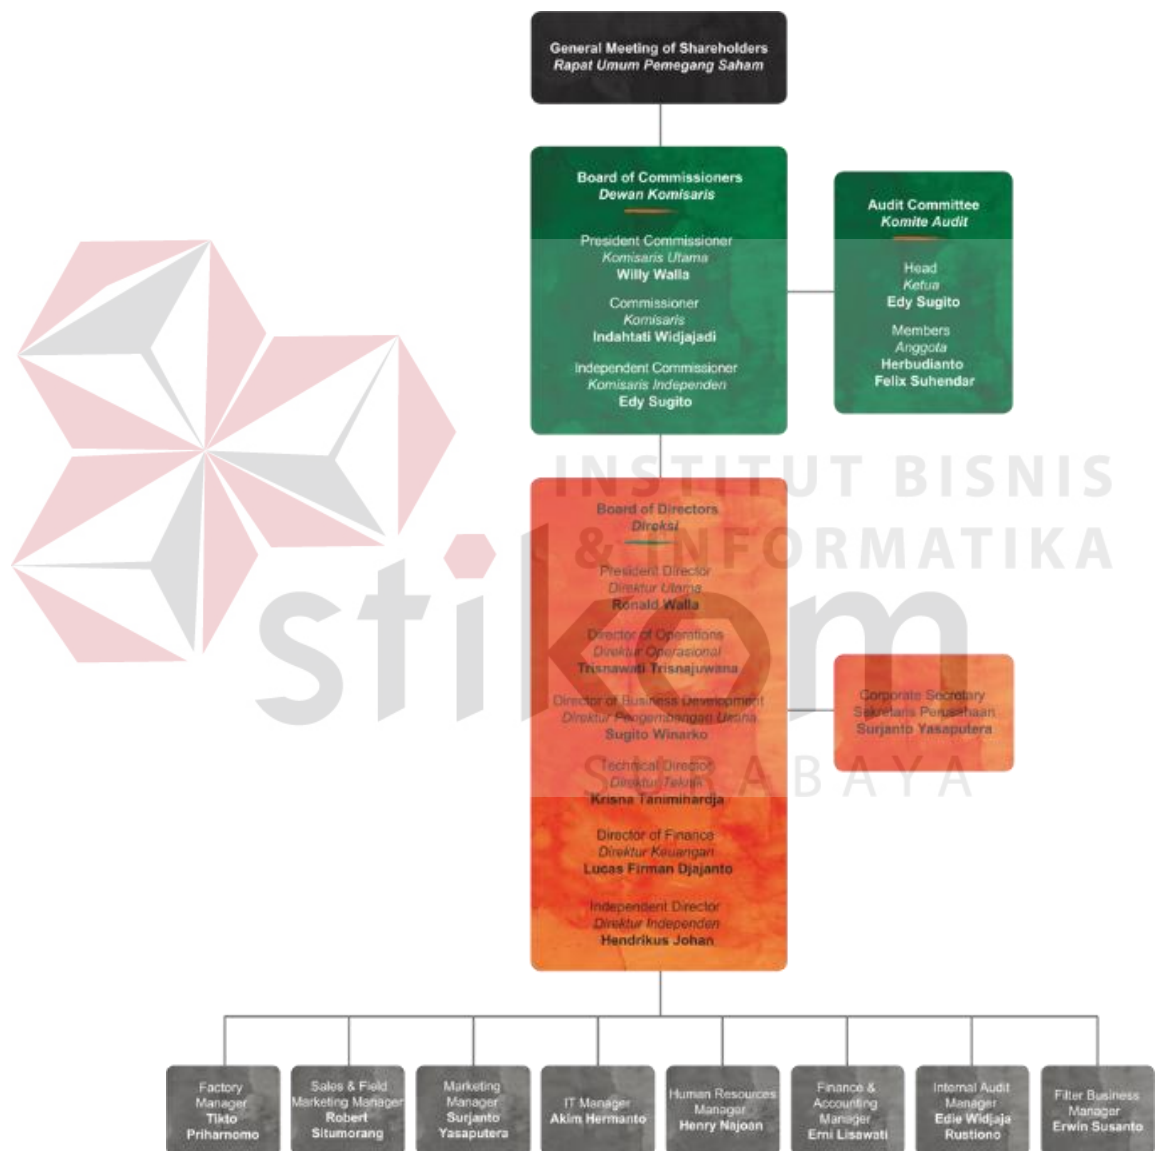 General Meeting of Shareholders
Rapat Umum Pemegang Saham
Board of Commissioners
Dewan Komisaris
President Commissioner
Komisaris Utama
Willy Walla
Commissioner
Komisaris
Indahtati Widjajadi
Independent Commissioner
Komisaris Independen
Edy Sugito
Audit Committee
Komite Audit
Head
Ketua
Edy Sugito
Members
Anggota
Herbudianto
Felix Suhendar
INSTITUT BISNIS
& INFORMATIKA
stikom
SURABAYA
Board of Directors
Direksi
President Director
Direktur Utama
Ronald Walla
Director of Operations
Direktur Operasional
Trisnawati Trisnajuwana
Director of Business Development
Direktur Pengembangan Usaha
Sugito Winarko
Technical Director
Direktur Teknik
Krisna Tanimihardja
Director of Finance
Direktur Keuangan
Lucas Firman Djajanto
Independent Director
Direktur Independen
Hendrikus Johan
Corporate Secretary
Sekretaris Perusahaan
Surjanto Yasaputera
Factory
Manager
Tikto
Priharnomo
Sales & Field
Marketing Manager
Robert
Situmorang
Marketing
Manager
Surjanto
Yasaputera
IT Manager
Akim Hermanto
Human Resources
Manager
Henry Najoan
Finance &
Accounting
Manager
Erni Lisawati
Internal Audit
Manager
Edie Widjaja
Rustiono
Filter Business
Manager
Erwin Susanto